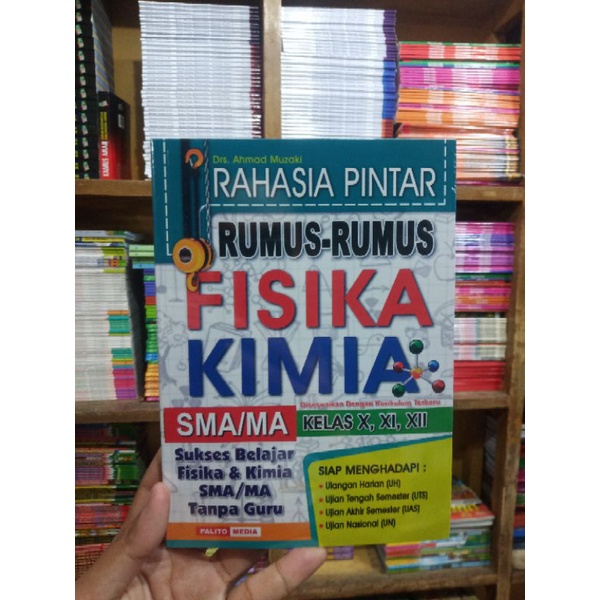 Drs. Ahmad Muzaki
RAHASIA PINTAR
RUMUS-RUMUS
FISIKA
KIMIA
Disesuaikan Dengan Kurikulum Terbaru
SMA/MA
KELAS X, XI, XII
Sukses Belajar
Fisika & Kimia
SMA/MA
Tanpa Guru
PALITO MEDIA
SIAP MENGHADAPI :
• Ulangan Harian (UH)
• Ujian Tengah Semester (UTS)
• Ujian Akhir Semester (UAS)
• Ujian Nasional (UN)